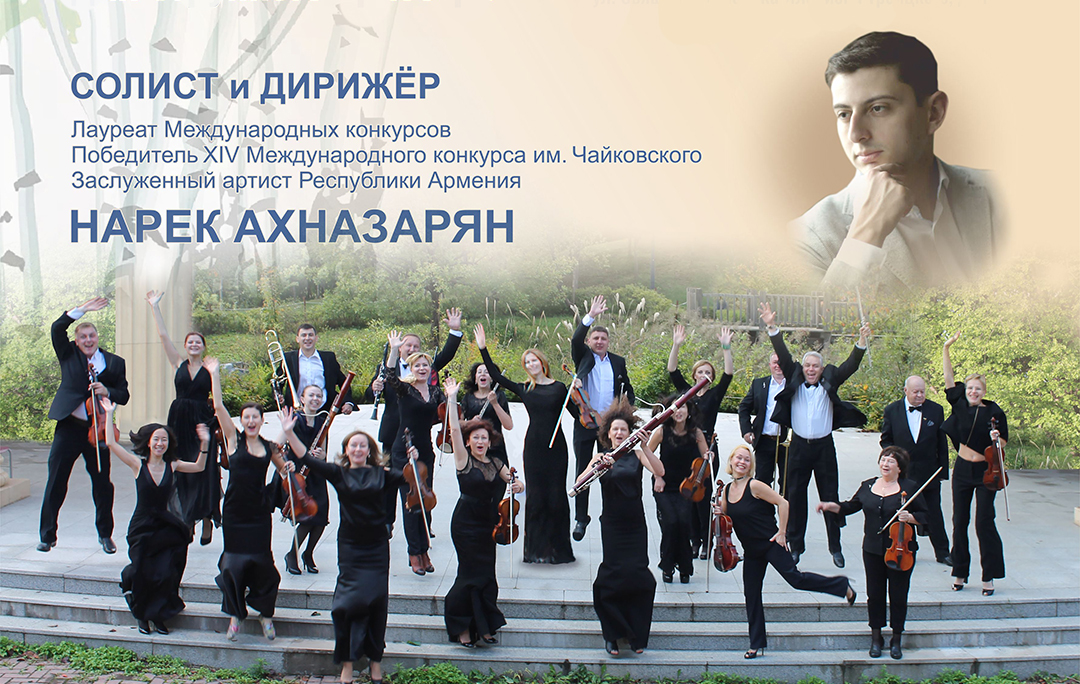 СОЛИСТ и ДИРИЖЁР
Лауреат Международных конкурсов
Победитель XIV Международного конкурса им. Чайковского
Заслуженный артист Республики Армения
НАРЕК АХНАЗАРЯН